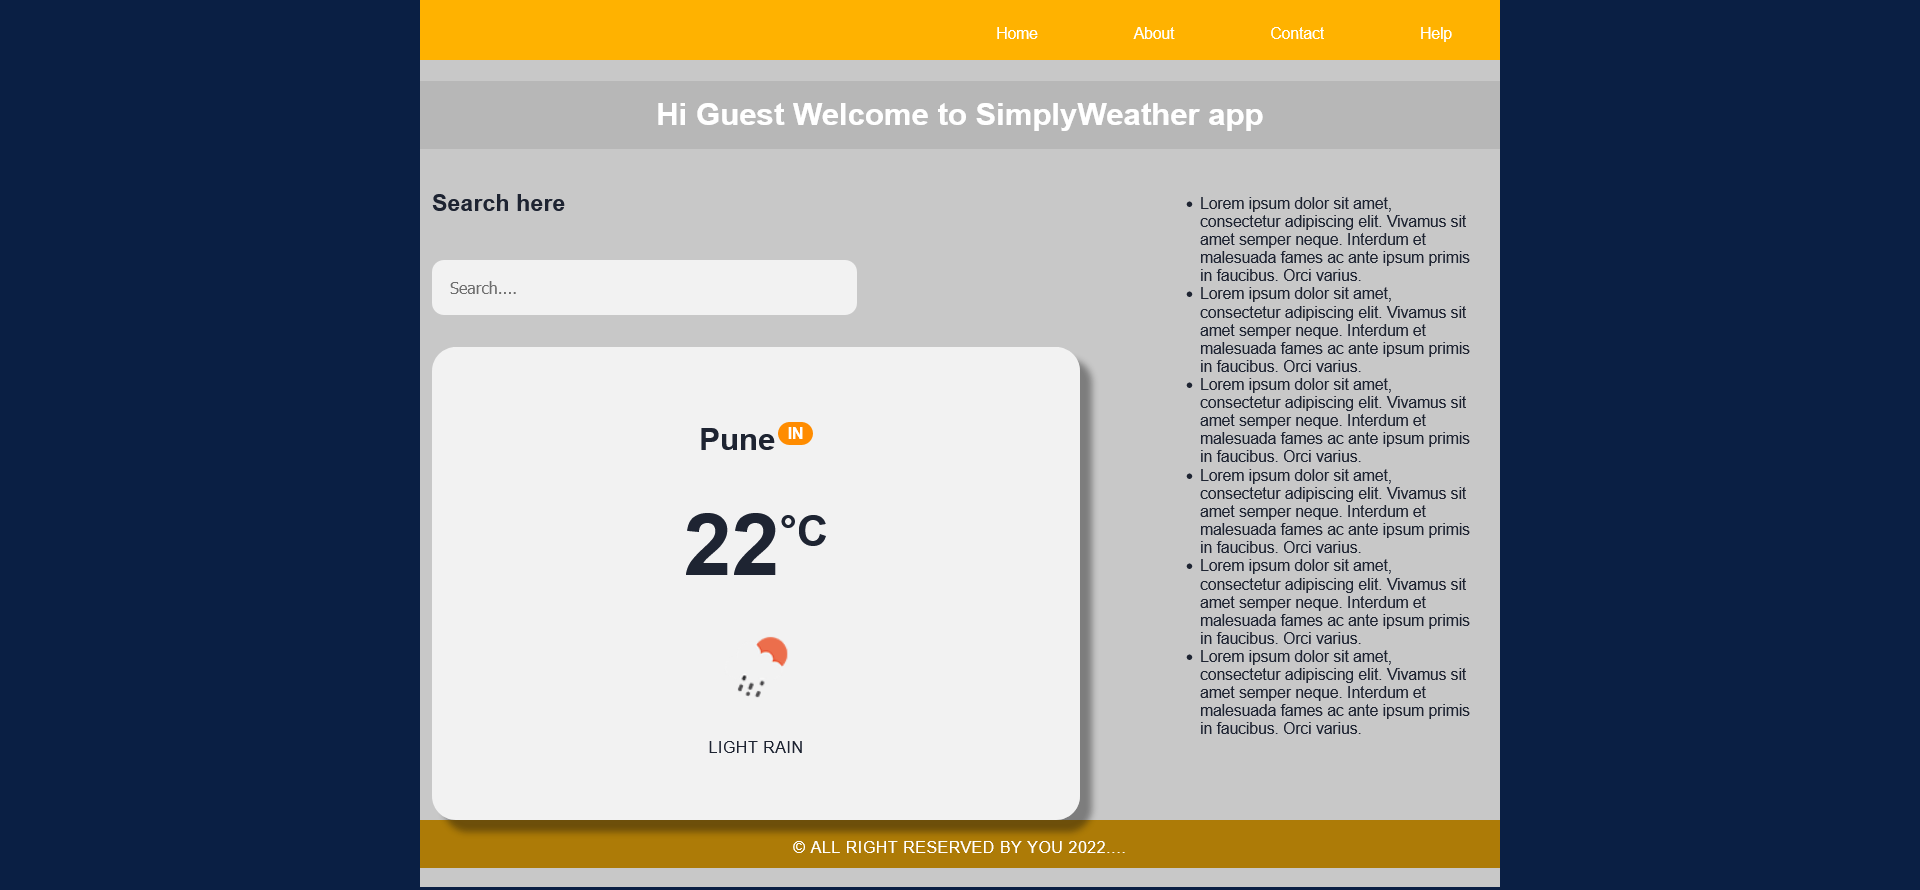 Home About Contact Help
Hi Guest Welcome to SimplyWeather app
Search here
Search....
Pune IN
22°C
LIGHT RAIN
• Lorem ipsum dolor sit amet,
consectetur adipiscing elit. Vivamus sit
amet semper neque. Interdum et
malesuada fames ac ante ipsum primis
in faucibus. Orci varius.
• Lorem ipsum dolor sit amet,
consectetur adipiscing elit. Vivamus sit
amet semper neque. Interdum et
malesuada fames ac ante ipsum primis
in faucibus. Orci varius.
• Lorem ipsum dolor sit amet,
consectetur adipiscing elit. Vivamus sit
amet semper neque. Interdum et
malesuada fames ac ante ipsum primis
in faucibus. Orci varius.
• Lorem ipsum dolor sit amet,
consectetur adipiscing elit. Vivamus sit
amet semper neque. Interdum et
malesuada fames ac ante ipsum primis
in faucibus. Orci varius.
• Lorem ipsum dolor sit amet,
consectetur adipiscing elit. Vivamus sit
amet semper neque. Interdum et
malesuada fames ac ante ipsum primis
in faucibus. Orci varius.
• Lorem ipsum dolor sit amet,
consectetur adipiscing elit. Vivamus sit
amet semper neque. Interdum et
malesuada fames ac ante ipsum primis
in faucibus. Orci varius.
© ALL RIGHT RESERVED BY YOU 2022....